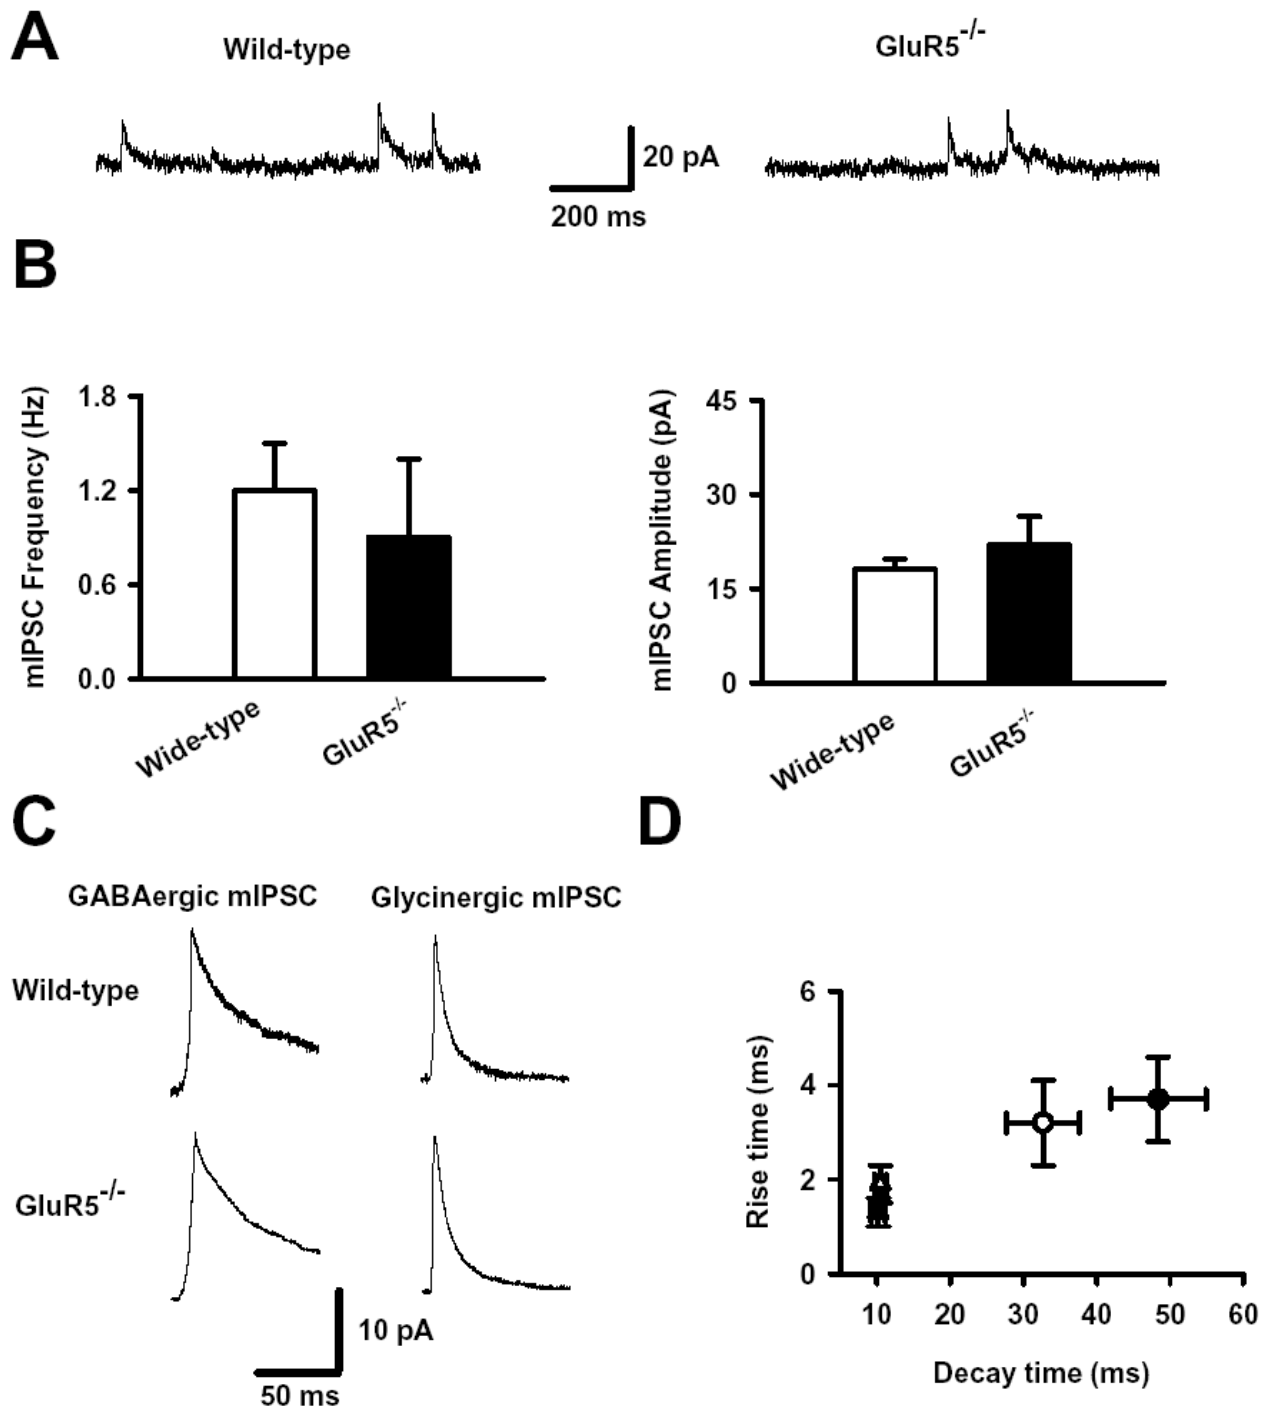 A
Wild-type
GluR5-/-
20 pA
200 ms
B
mIPSC Frequency (Hz)
1.8
1.2
0.6
0.0
Wide-type
GluR5-/-
mIPSC Amplitude (pA)
45
30
15
0
Wide-type
GluR5-/-
C
GABAergic mIPSC
Glycinergic mIPSC
Wild-type
GluR5-/-
10 pA
50 ms
D
Rise time (ms)
6
4
2
0
10 20 30 40 50 60
Decay time (ms)